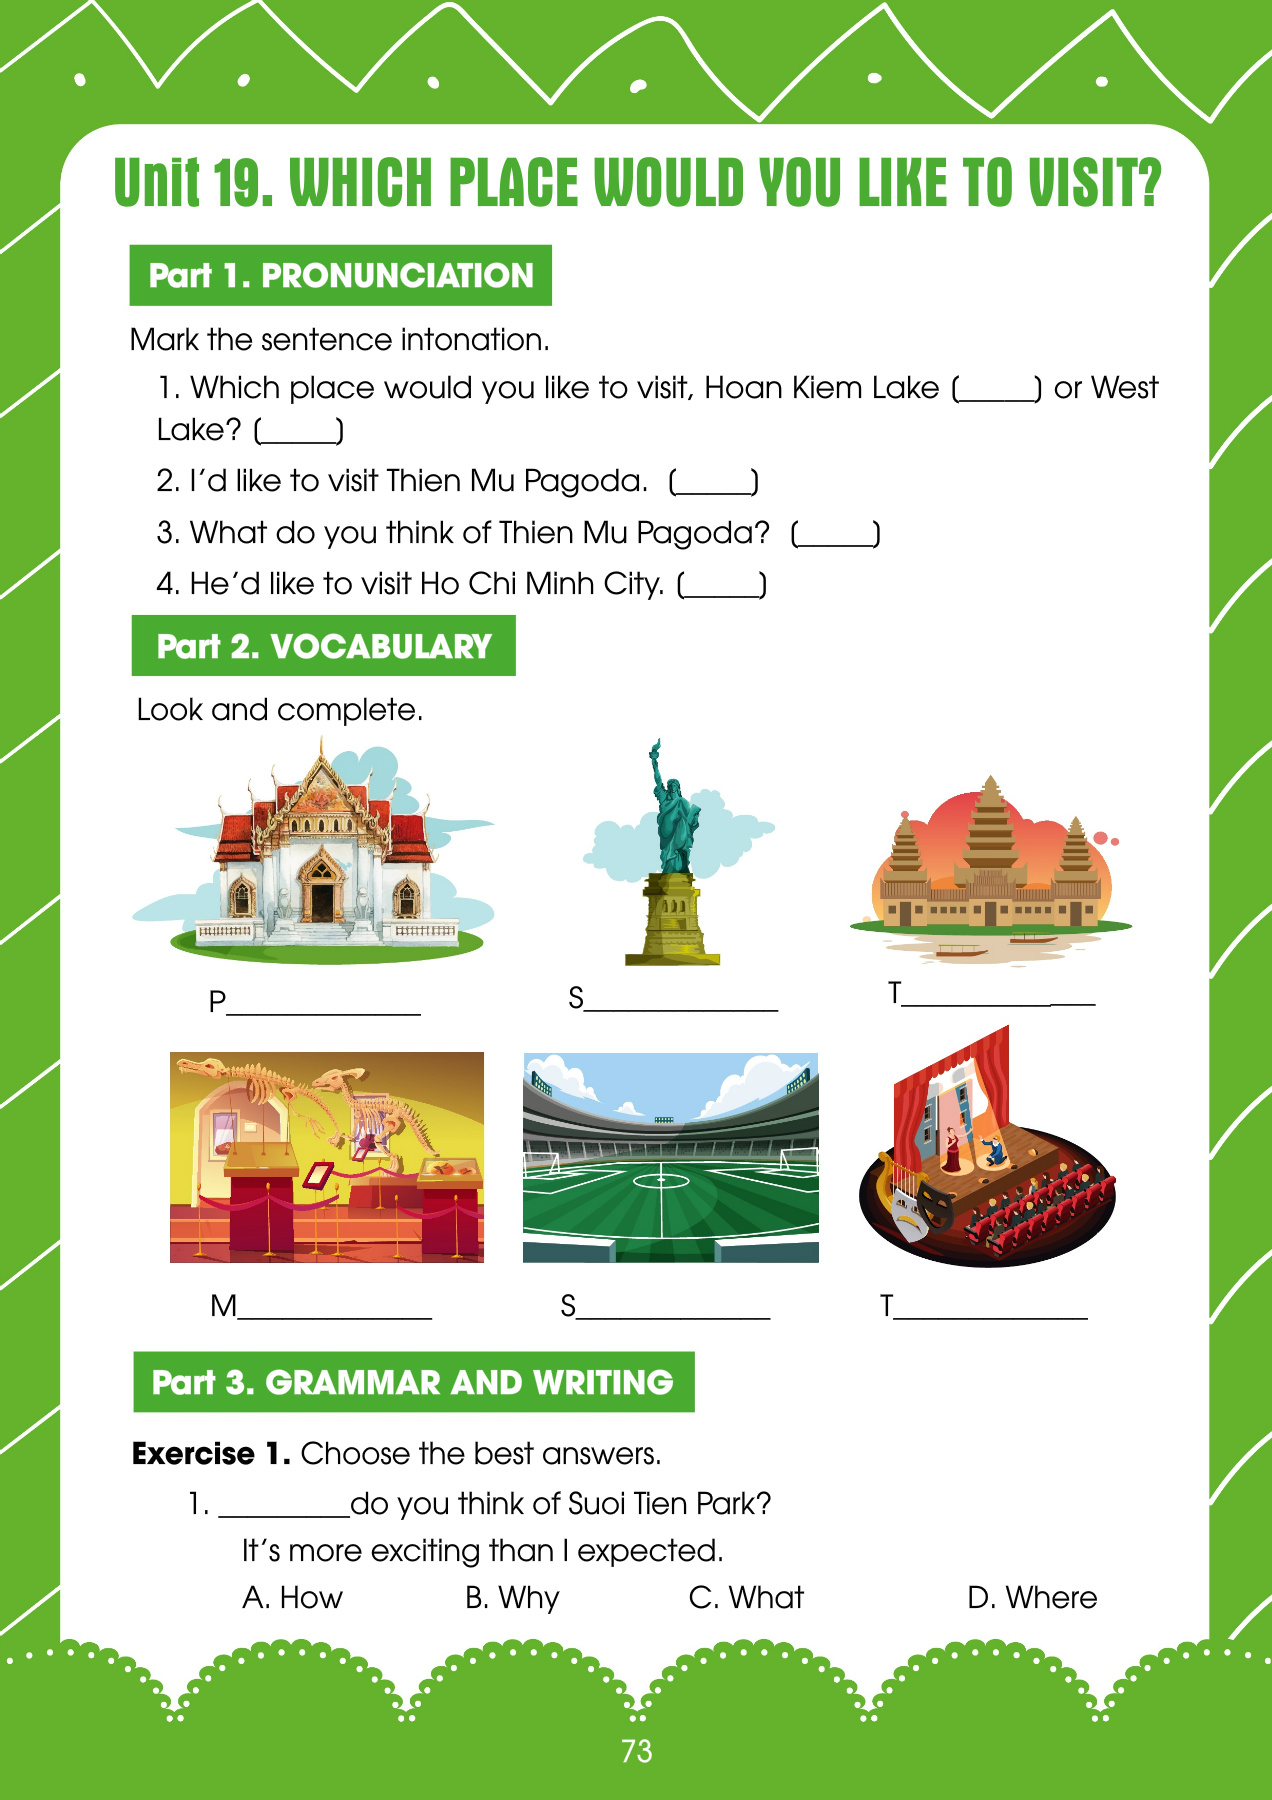 Unit 19. WHICH PLACE WOULD YOU LIKE TO VISIT?
Part 1. PRONUNCIATION
Mark the sentence intonation.
1. Which place would you like to visit, Hoan Kiem Lake (_____) or West
Lake? (_____)
2. I’d like to visit Thien Mu Pagoda. (_____)
3. What do you think of Thien Mu Pagoda? (_____)
4. He’d like to visit Ho Chi Minh City. (_____)
Part 2. VOCABULARY
Look and complete.
P_____________ S_____________ T_____________
M_____________ S_____________ T_____________
Part 3. GRAMMAR AND WRITING
Exercise 1. Choose the best answers.
1. _________do you think of Suoi Tien Park?
It’s more exciting than I expected.
A. How B. Why C. What D. Where
73